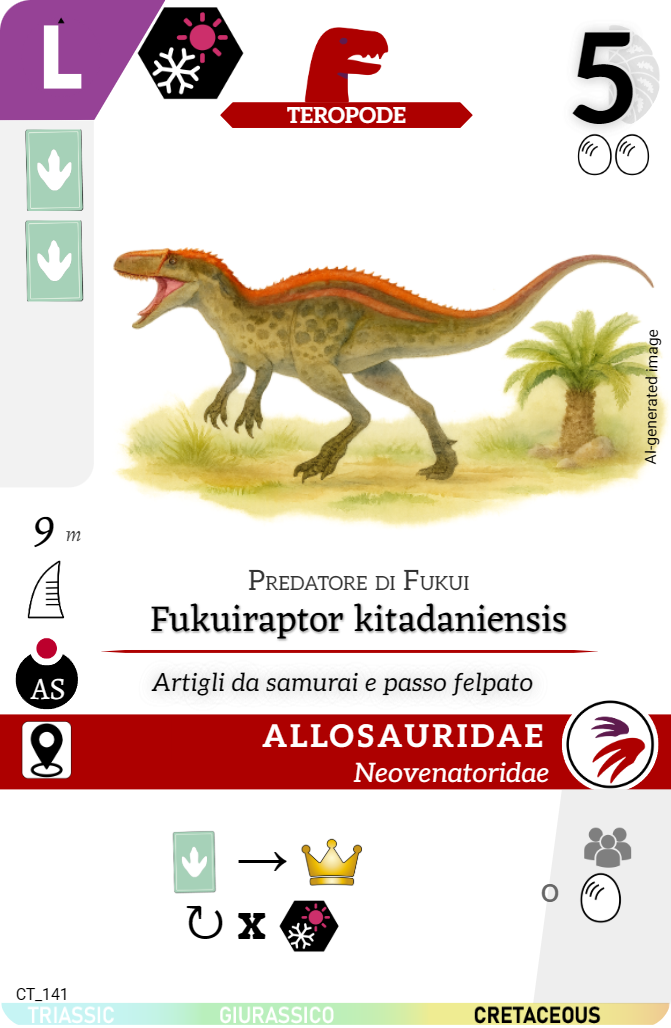 L
TEROPODE
5
AI-generated image
9 m
PREDATORE DI FUKUI
Fukuiraptor kitadaniensis
AS
Artigli da samurai e passo felpato
ALLOSAURIDAE
Neovenatoridae
x
O
CT_141
TRIASSIC
GIURASSICO
CRETACEOUS